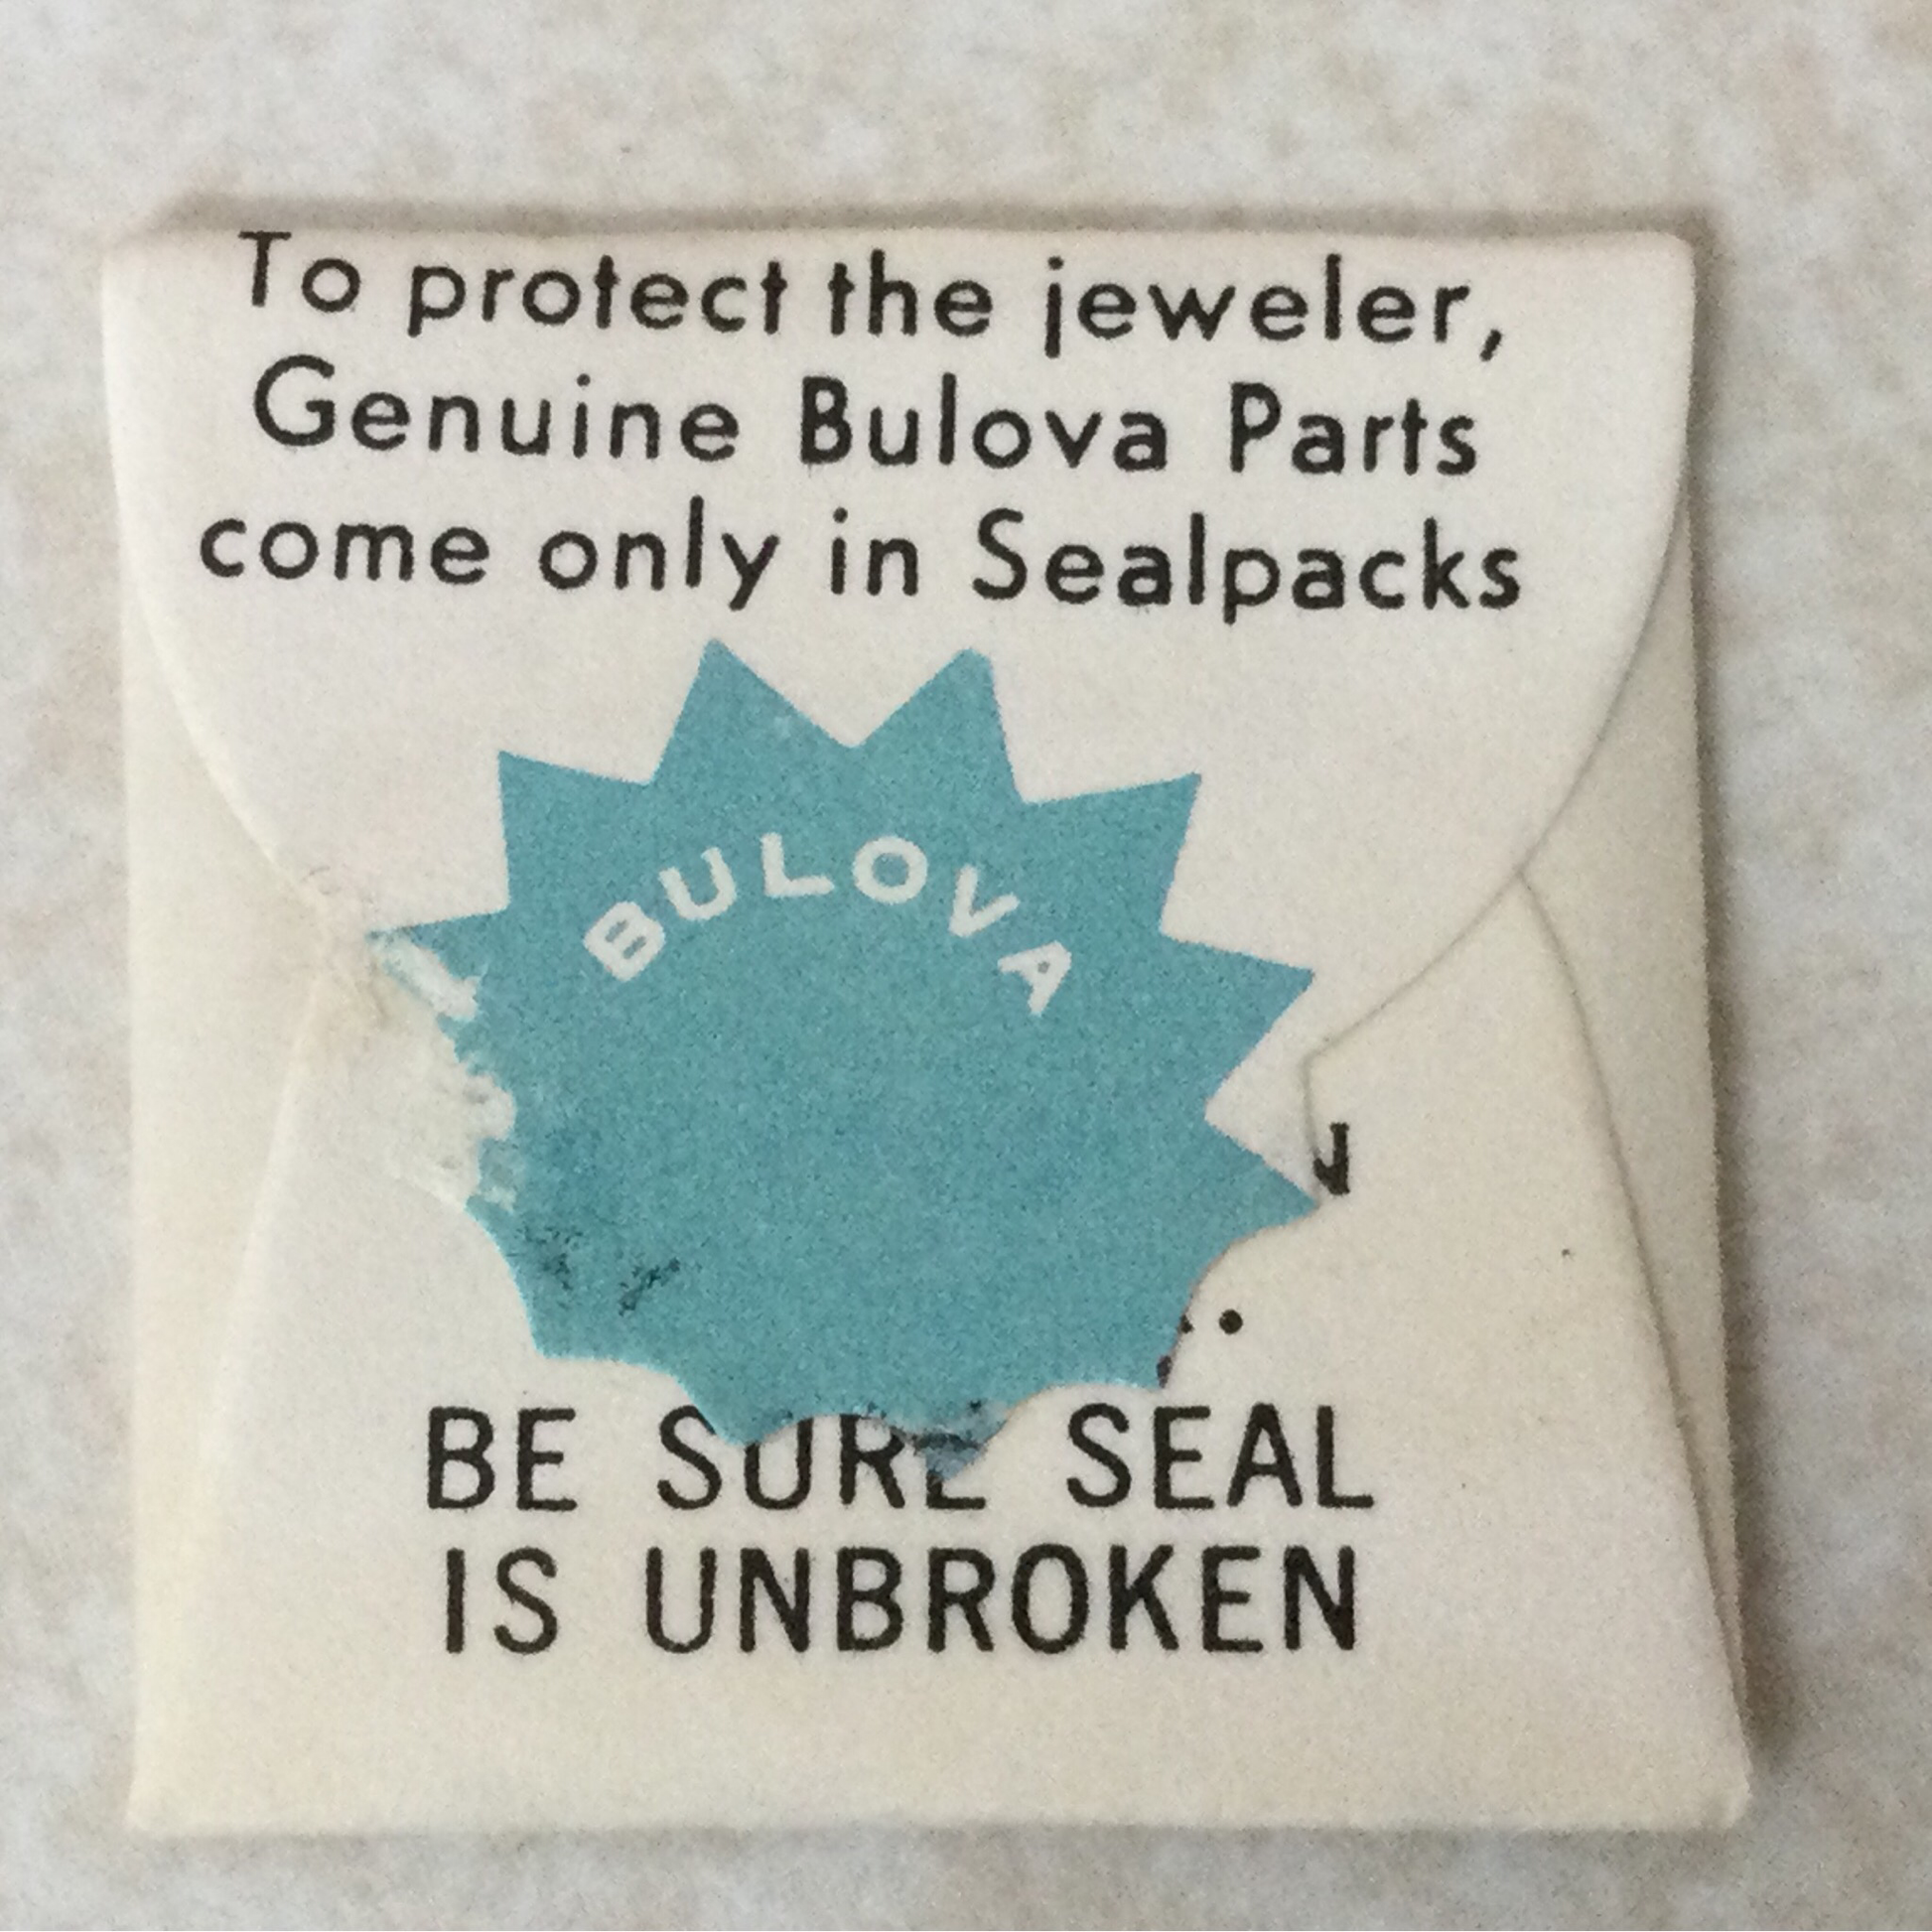 To protect the jeweler,
Genuine Bulova Parts
come only in Sealpacks
BULOVA
BE SURE SEAL
IS UNBROKEN